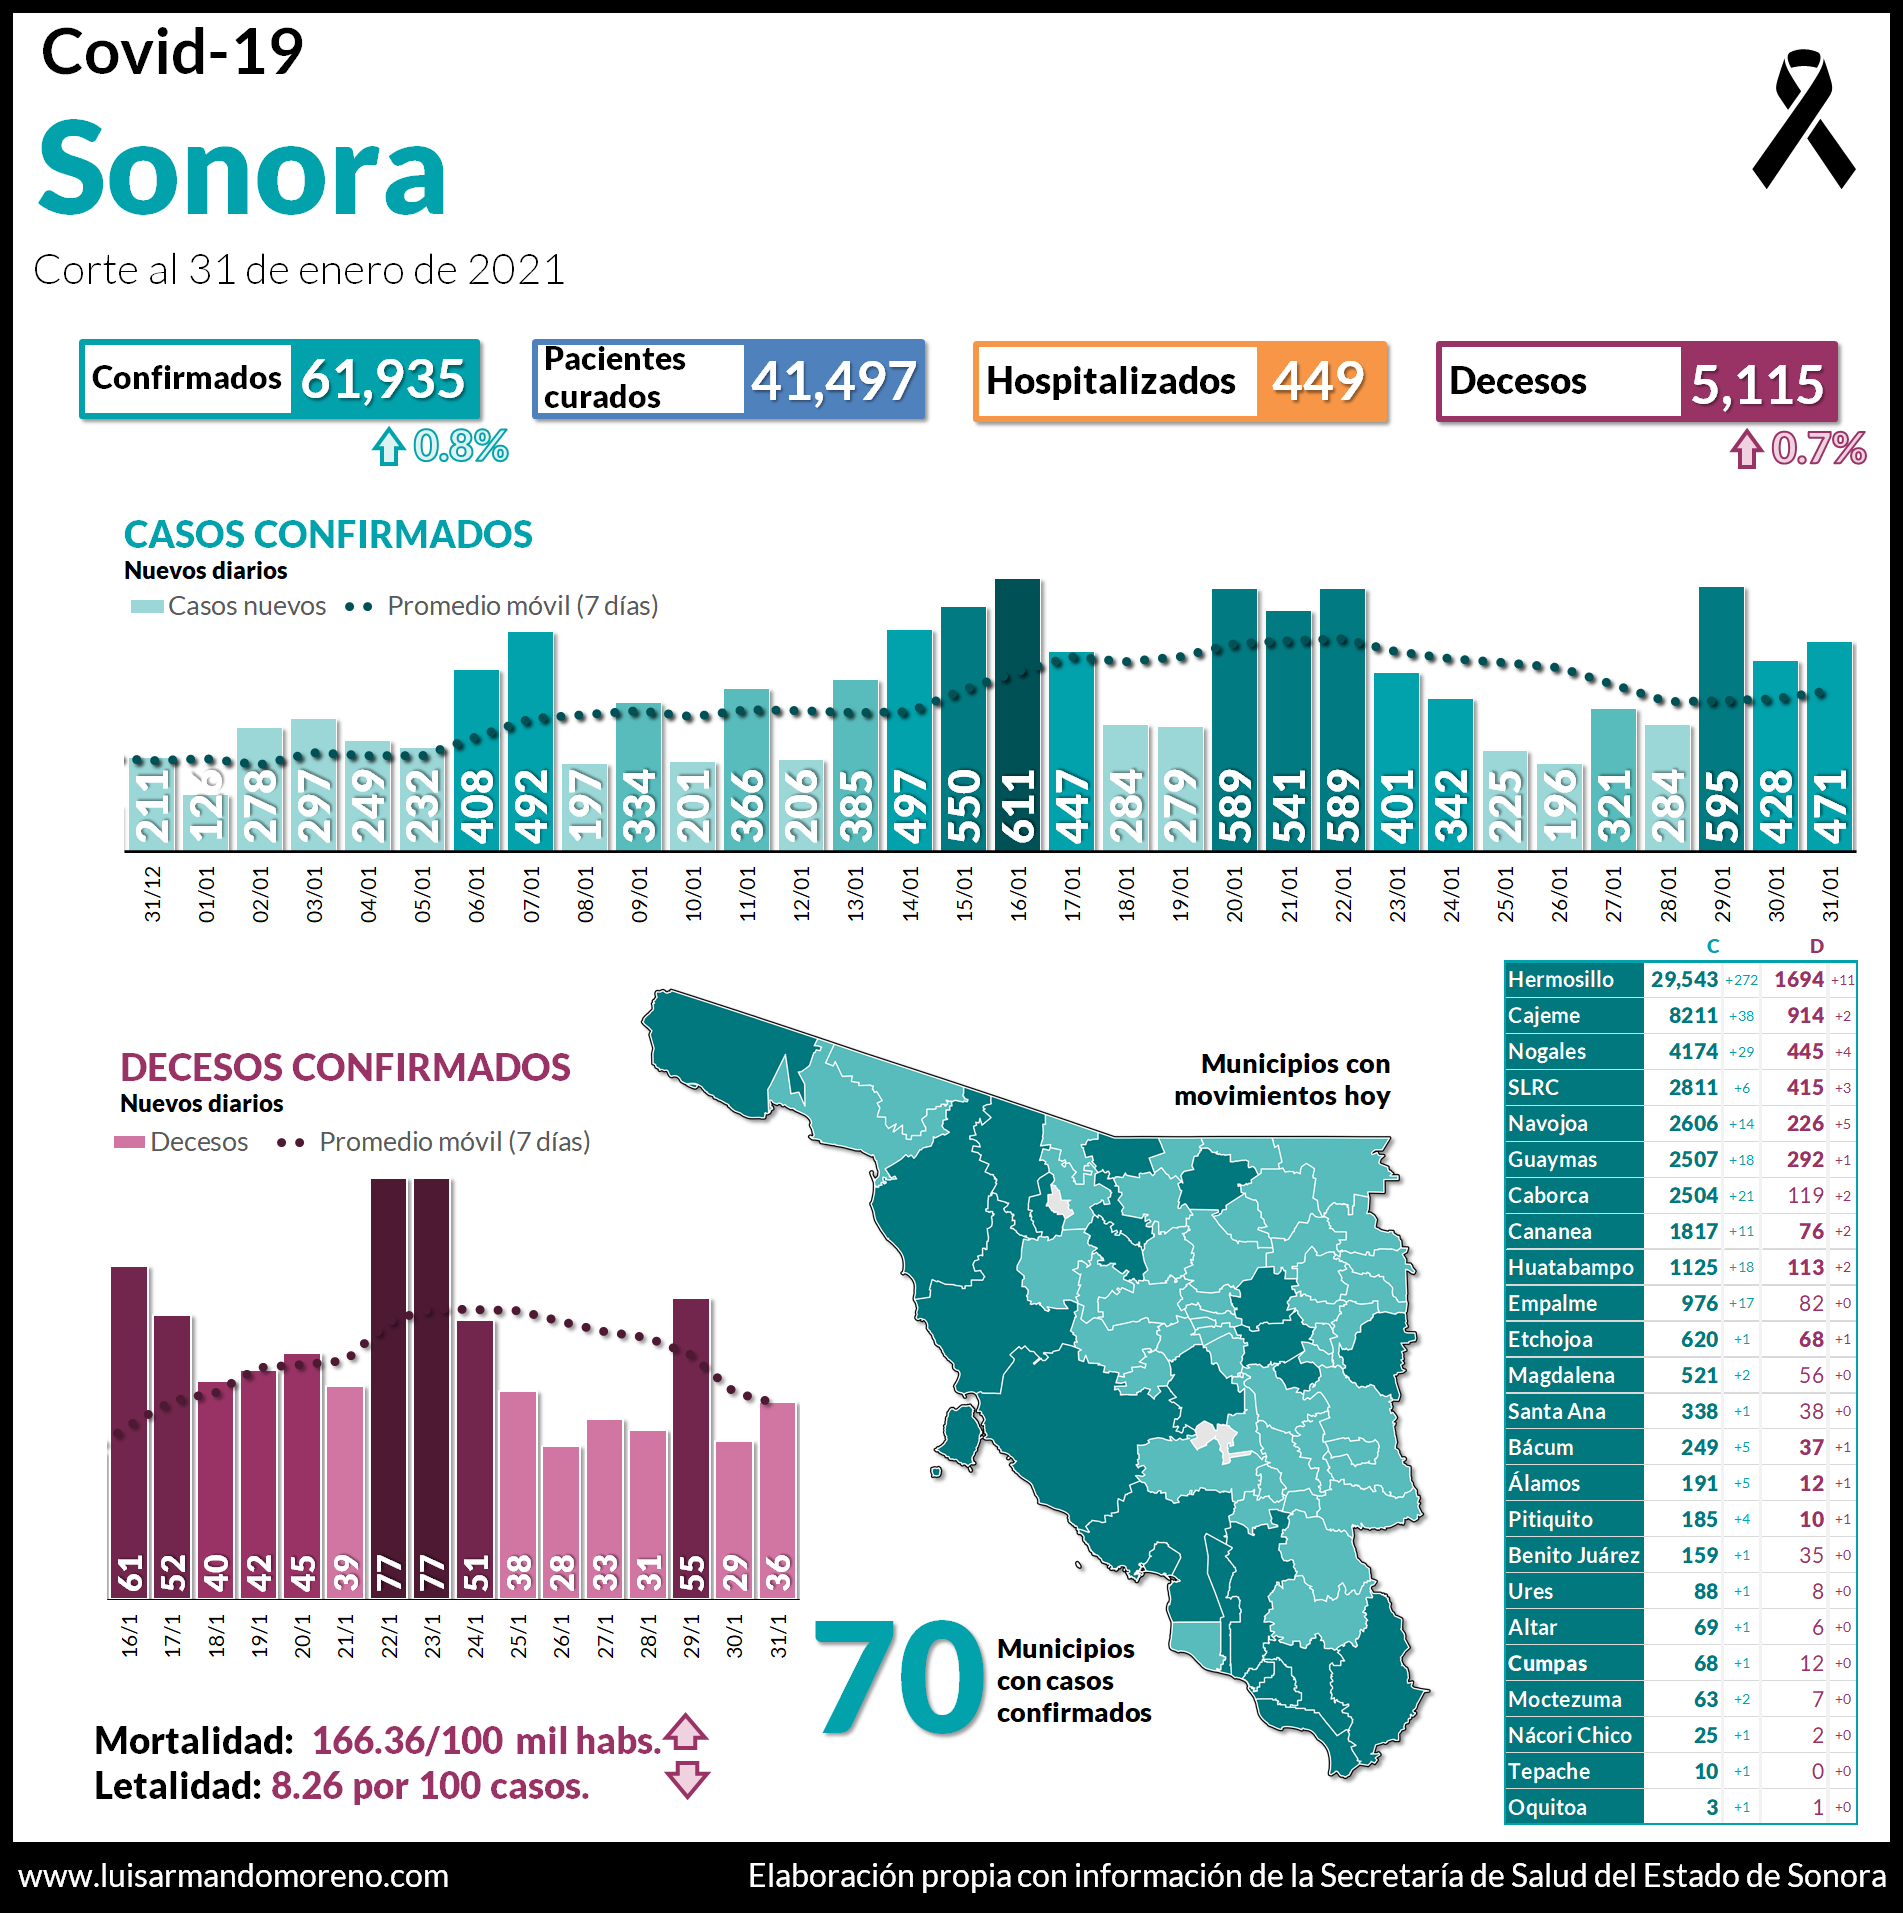 Covid-19
Sonora
Corte al 31 de enero de 2021
Confirmados 61,935
0.8%
Pacientes curados 41,497
Hospitalizados 449
Decesos 5,115
0.7%
CASOS CONFIRMADOS
Nuevos diarios
Casos nuevos Promedio móvil (7 días)
211 126 278 297 249 232 408 492 197 334 201 366 206 385 497 550 611 447 284 279 589 541 589 401 342 225 196 321 284 595 428 471
31/12 01/01 02/01 03/01 04/01 05/01 06/01 07/01 08/01 09/01 10/01 11/01 12/01 13/01 14/01 15/01 16/01 17/01 18/01 19/01 20/01 21/01 22/01 23/01 24/01 25/01 26/01 27/01 28/01 29/01 30/01 31/01
DECESOS CONFIRMADOS
Nuevos diarios
Decesos Promedio móvil (7 días)
61 52 40 42 45 39 77 77 51 38 28 33 31 55 29 36
16/1 17/1 18/1 19/1 20/1 21/1 22/1 23/1 24/1 25/1 26/1 27/1 28/1 29/1 30/1 31/1
Mortalidad: 166.36/100 mil habs.
Letalidad: 8.26 por 100 casos.
Municipios con
movimientos hoy
70
Municipios
con casos
confirmados
C D
Hermosillo 29,543 +272 1694 +11
Cajeme 8211 +38 914 +2
Nogales 4174 +29 445 +4
SLRC 2811 +6 415 +3
Navojoa 2606 +14 226 +5
Guaymas 2507 +18 292 +1
Caborca 2504 +21 119 +2
Cananea 1817 +11 76 +2
Huatabampo 1125 +18 113 +2
Empalme 976 +17 82 +0
Etchojoa 620 +1 68 +1
Magdalena 521 +2 56 +0
Santa Ana 338 +1 38 +0
Bácum 249 +5 37 +1
Álamos 191 +5 12 +1
Pitiquito 185 +4 10 +1
Benito Juárez 159 +1 35 +0
Ures 88 +1 8 +0
Altar 69 +1 6 +0
Cumpas 68 +1 12 +0
Moctezuma 63 +2 7 +0
Nácori Chico 25 +1 2 +0
Tepache 10 +1 0 +0
Oquitoa 3 +1 1 +0
www.luisarmandomoreno.com
Elaboración propia con información de la Secretaría de Salud del Estado de Sonora